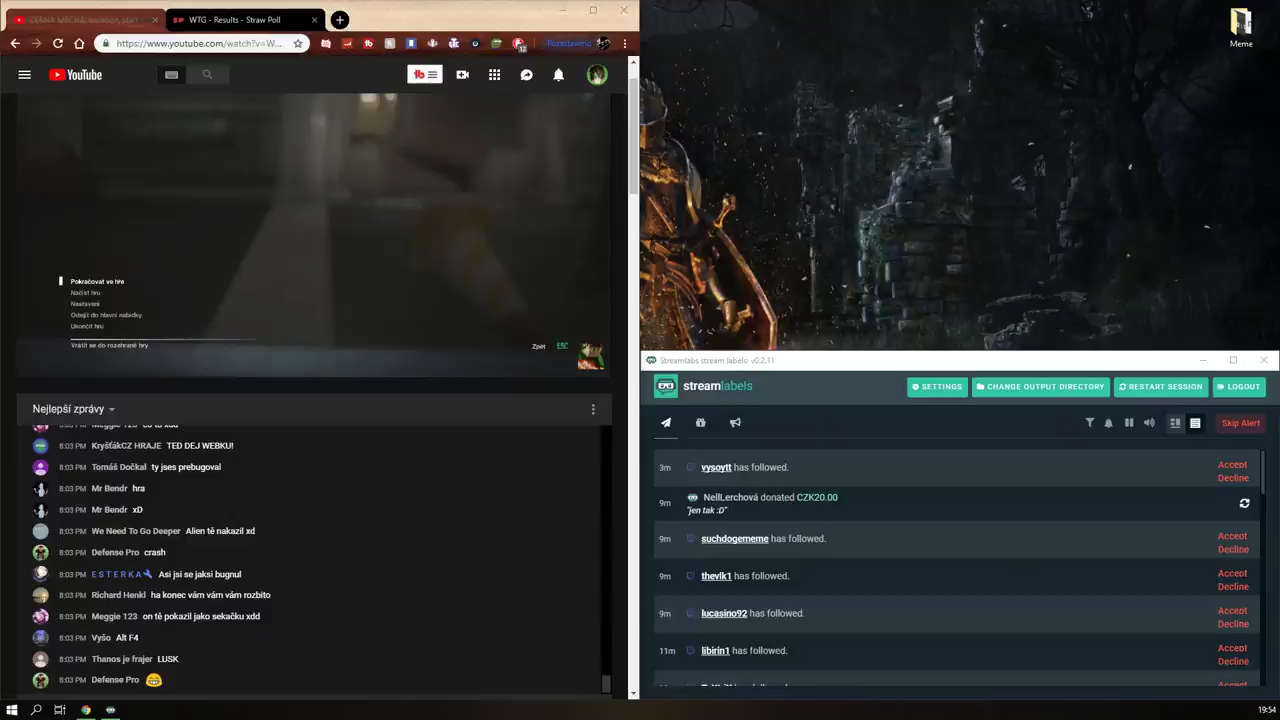 WTG - Results - Straw Poll
Meme
https://www.youtube.com/watch?v=W...
12
Pozastaveno
YouTube
Pokračovat ve hře
Načíst hru
Nastavení
Odejít do hlavní nabídky
Ukončit hru
Vrátit se do rozehrané hry
Zpět ESC
Nejlepší zprávy
8:03 PM KryšťákCZ HRAJE TED DEJ WEBKU!
8:03 PM Tomáš Dočkal ty jses prebugoval
8:03 PM Mr Bendr hra
8:03 PM Mr Bendr xD
8:03 PM We Need To Go Deeper Alien tě nakazil xd
8:03 PM Defense Pro crash
8:03 PM E S T E R K A Asi jsi se jaksi bugnul
8:03 PM Richard Henkl ha konec vám vám vám rozbito
8:03 PM Meggie 123 on tě pokazil jako sekačku xdd
8:03 PM Vyšo Alt F4
8:03 PM Thanos je frajer LUSK
8:03 PM Defense Pro 😂
Streamlabs stream labels: v0.2.11
streamlabels
SETTINGS
CHANGE OUTPUT DIRECTORY
RESTART SESSION
LOGOUT
Skip Alert
3m vysoytt has followed. Accept
Decline
9m NellLerchová donated CZK20.00
"jen tak :D"
9m suchdogememe has followed. Accept
Decline
9m thevlk1 has followed. Accept
Decline
9m lucasino92 has followed. Accept
Decline
11m libirin1 has followed. Accept
Decline
19:54